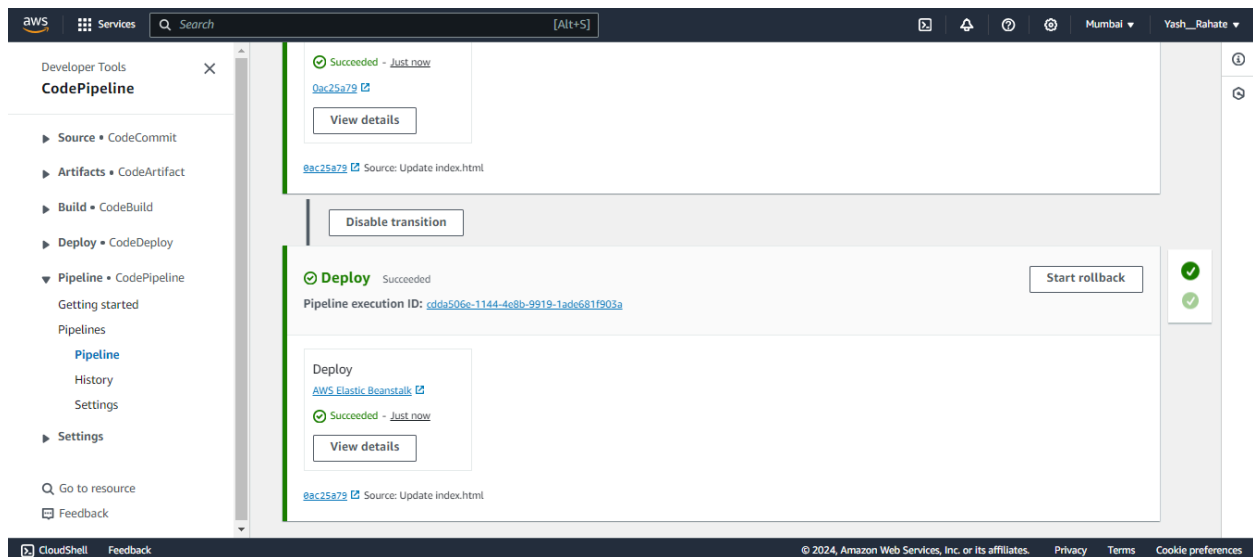 aws Services Search [Alt+S] Mumbai Yash__Rahate
Developer Tools
CodePipeline
Source • CodeCommit
Artifacts • CodeArtifact
Build • CodeBuild
Deploy • CodeDeploy
Pipeline • CodePipeline
Getting started
Pipelines
Pipeline
History
Settings
Settings
Go to resource
Feedback
Succeeded - Just now
0ac25a79
View details
0ac25a79 Source: Update index.html
Disable transition
Deploy Succeeded
Start rollback
Pipeline execution ID: cdda506e-1144-4e8b-9919-1ade681f903a
Deploy
AWS Elastic Beanstalk
Succeeded - Just now
View details
0ac25a79 Source: Update index.html
CloudShell Feedback © 2024, Amazon Web Services, Inc. or its affiliates. Privacy Terms Cookie preferences